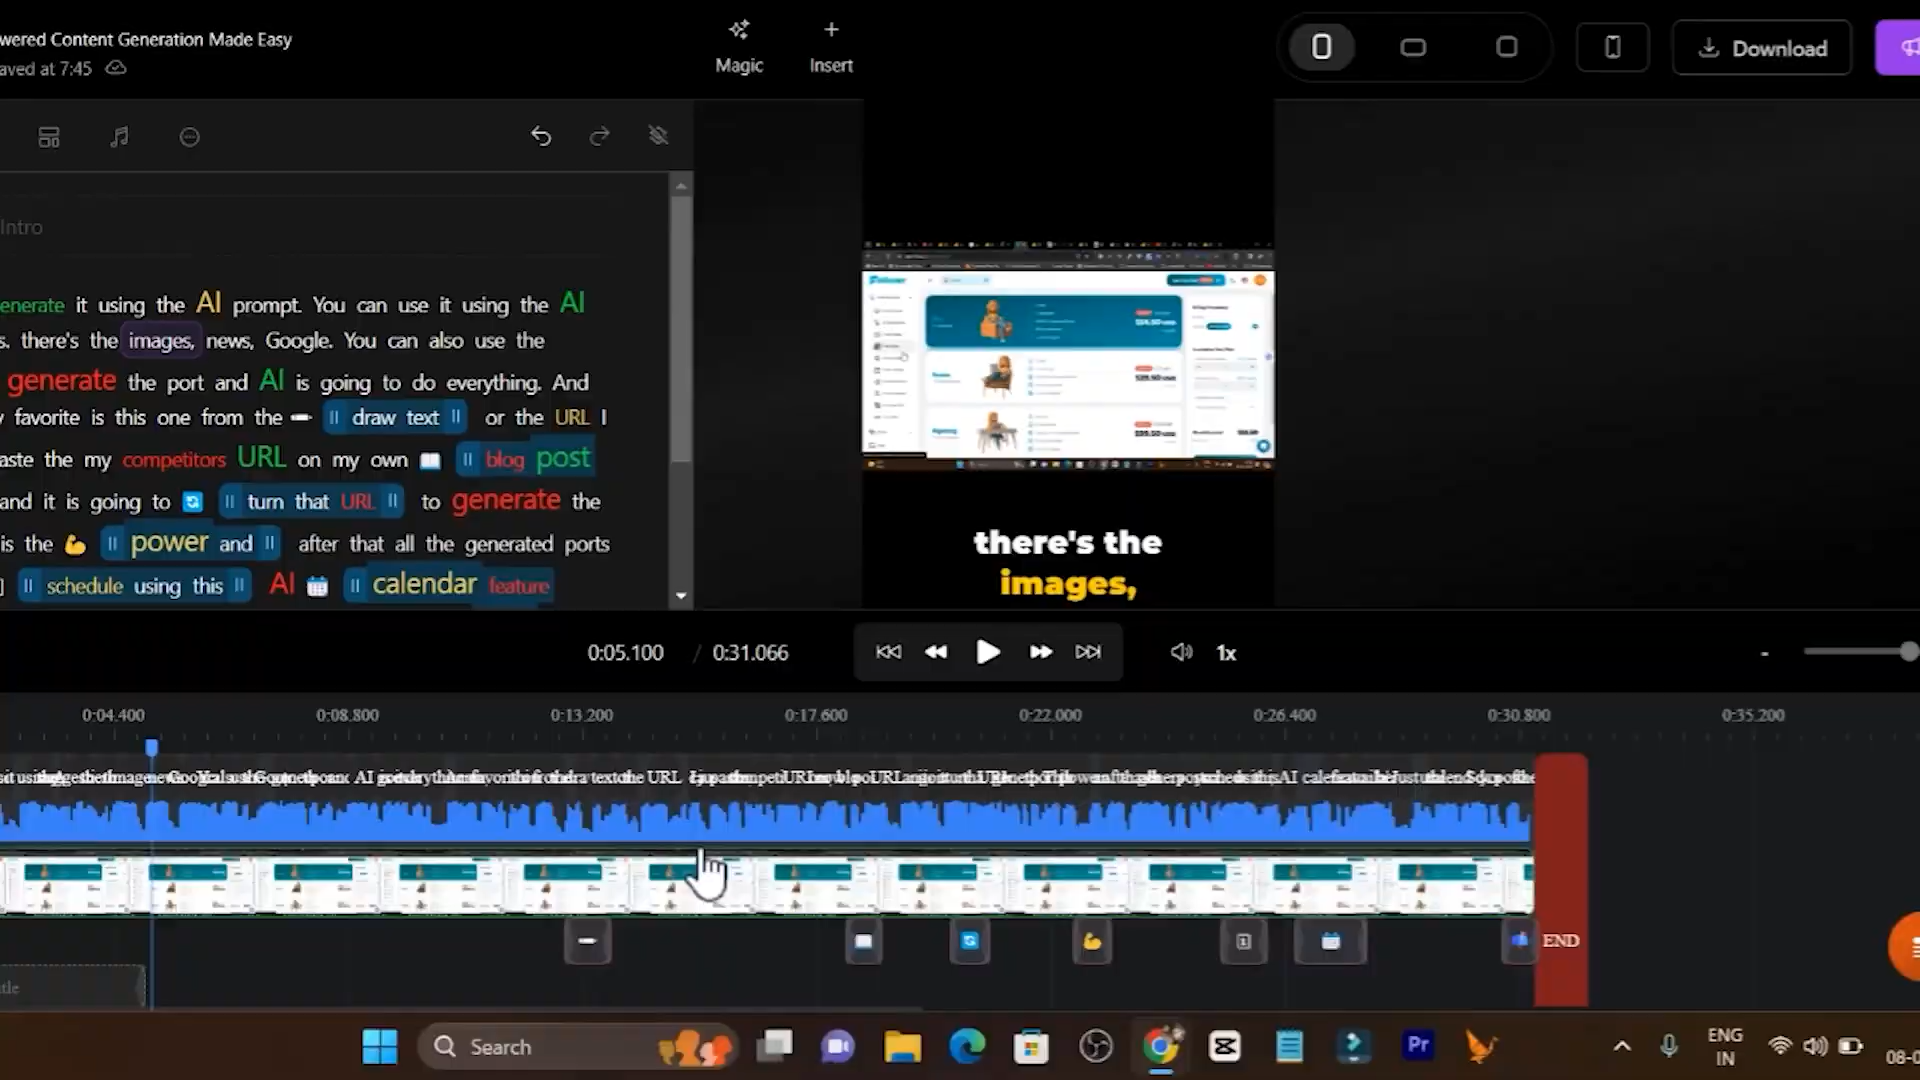 wered Content Generation Made Easy
aved at 7:45
Magic
Insert
Download
Intro
enerate it using the AI prompt. You can use it using the AI
s. there's the images, news, Google. You can also use the
generate the port and AI is going to do everything. And
y favorite is this one from the draw text or the URL I
aste the my competitors URL on my own blog post
and it is going to turn that URL to generate the
is the power and after that all the generated ports
schedule using this AI calendar feature
there's the
images,
0:05.100 / 0:31.066
1x
0:04.400 0:08.800 0:13.200 0:17.600 0:22.000 0:26.400 0:30.800 0:35.200
END
itle
Search
Pr
ENG
IN
08-0